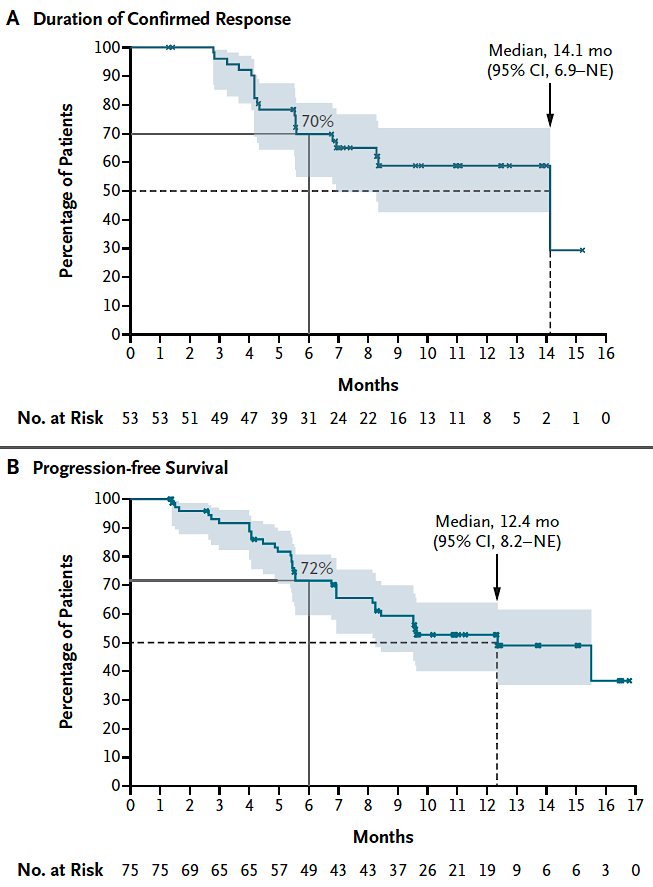 A Duration of Confirmed Response
Median, 14.1 mo
(95% CI, 6.9–NE)
Percentage of Patients
100
90
80
70
60
50
40
30
20
10
0
70%
0 1 2 3 4 5 6 7 8 9 10 11 12 13 14 15 16
Months
No. at Risk 53 53 51 49 47 39 31 24 22 16 13 11 8 5 2 1 0
B Progression-free Survival
Median, 12.4 mo
(95% CI, 8.2–NE)
Percentage of Patients
100
90
80
70
60
50
40
30
20
10
0
72%
0 1 2 3 4 5 6 7 8 9 10 11 12 13 14 15 16 17
Months
No. at Risk 75 75 69 65 65 57 49 43 43 37 26 21 19 9 6 6 3 0